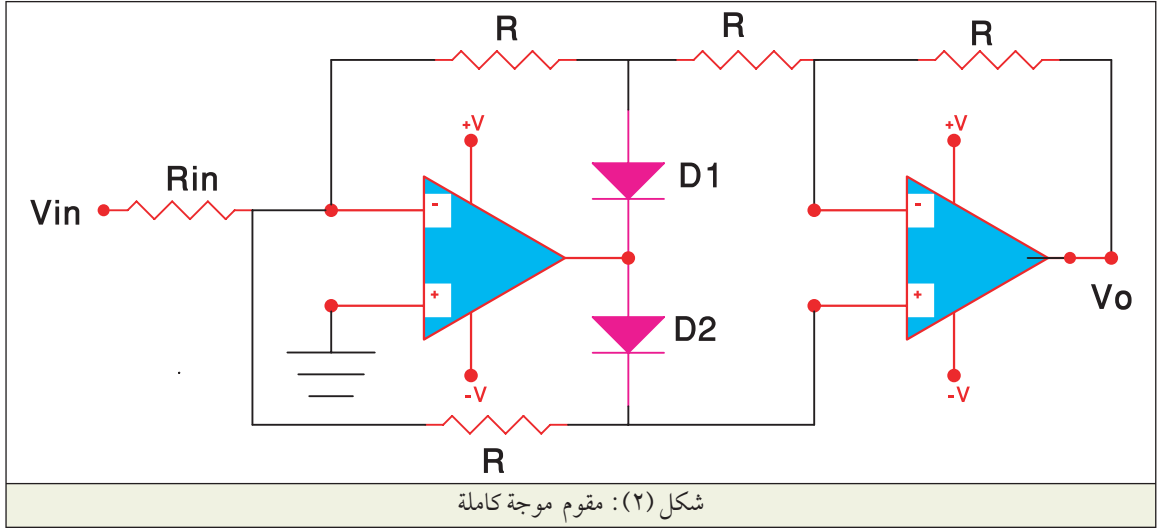 R R R
+V +V
Rin D1
Vin - -
+ + Vo
D2
-V -V
R
شكل (٢): مقوم موجة كاملة